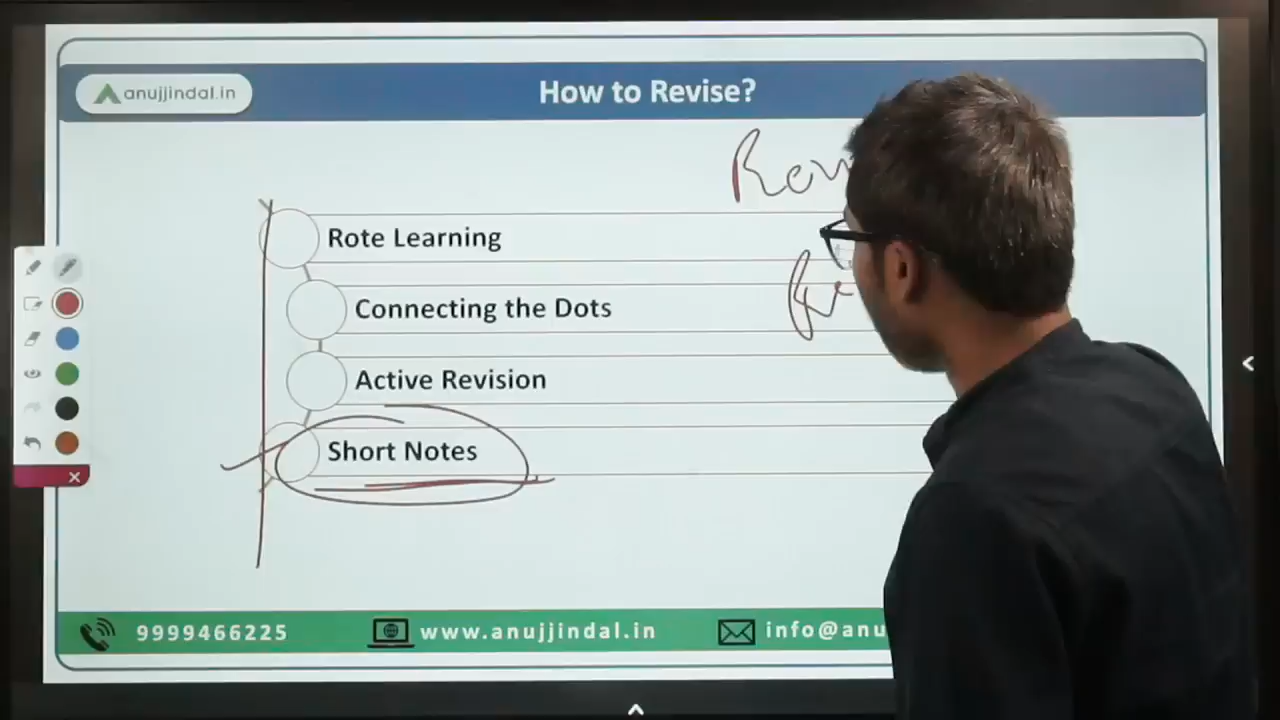 anujjindal.in
How to Revise?
Rote Learning
Connecting the Dots
Active Revision
Short Notes
9999466225
www.anujjindal.in
info@anu